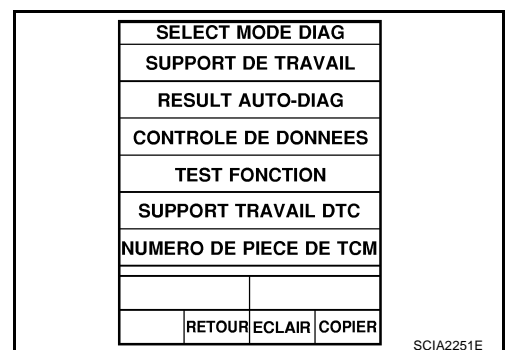 SELECT MODE DIAG
SUPPORT DE TRAVAIL
RESULT AUTO-DIAG
CONTROLE DE DONNEES
TEST FONCTION
SUPPORT TRAVAIL DTC
NUMERO DE PIECE DE TCM
RETOUR ECLAIR COPIER
SCIA2251E